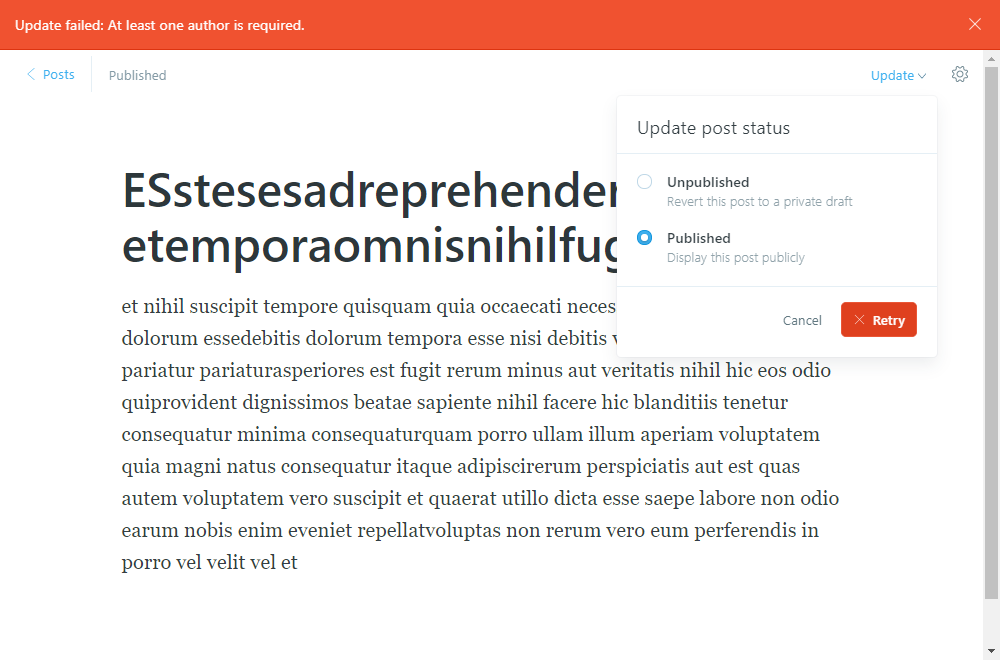 Update failed: At least one author is required.
Posts
Published
Update
Update post status
Unpublished
Revert this post to a private draft
Published
Display this post publicly
Cancel
Retry
et nihil suscipit tempore quisquam quia occaecati
dolorum essedebitis dolorum tempora esse nisi debitis
pariatur pariaturasperiores est fugit rerum minus aut veritatis nihil hic eos odio
quiprovident dignissimos beatae sapiente nihil facere hic blanditiis tenetur
consequatur minima consequaturquam porro ullam illum aperiam voluptatem
quia magni natus consequatur itaque adipiscirerum perspiciatis aut est quas
autem voluptatem vero suscipit et quaerat utillo dicta esse saepe labore non odio
earum nobis enim eveniet repellatvoluptas non rerum vero eum perferendis in
porro vel velit vel et